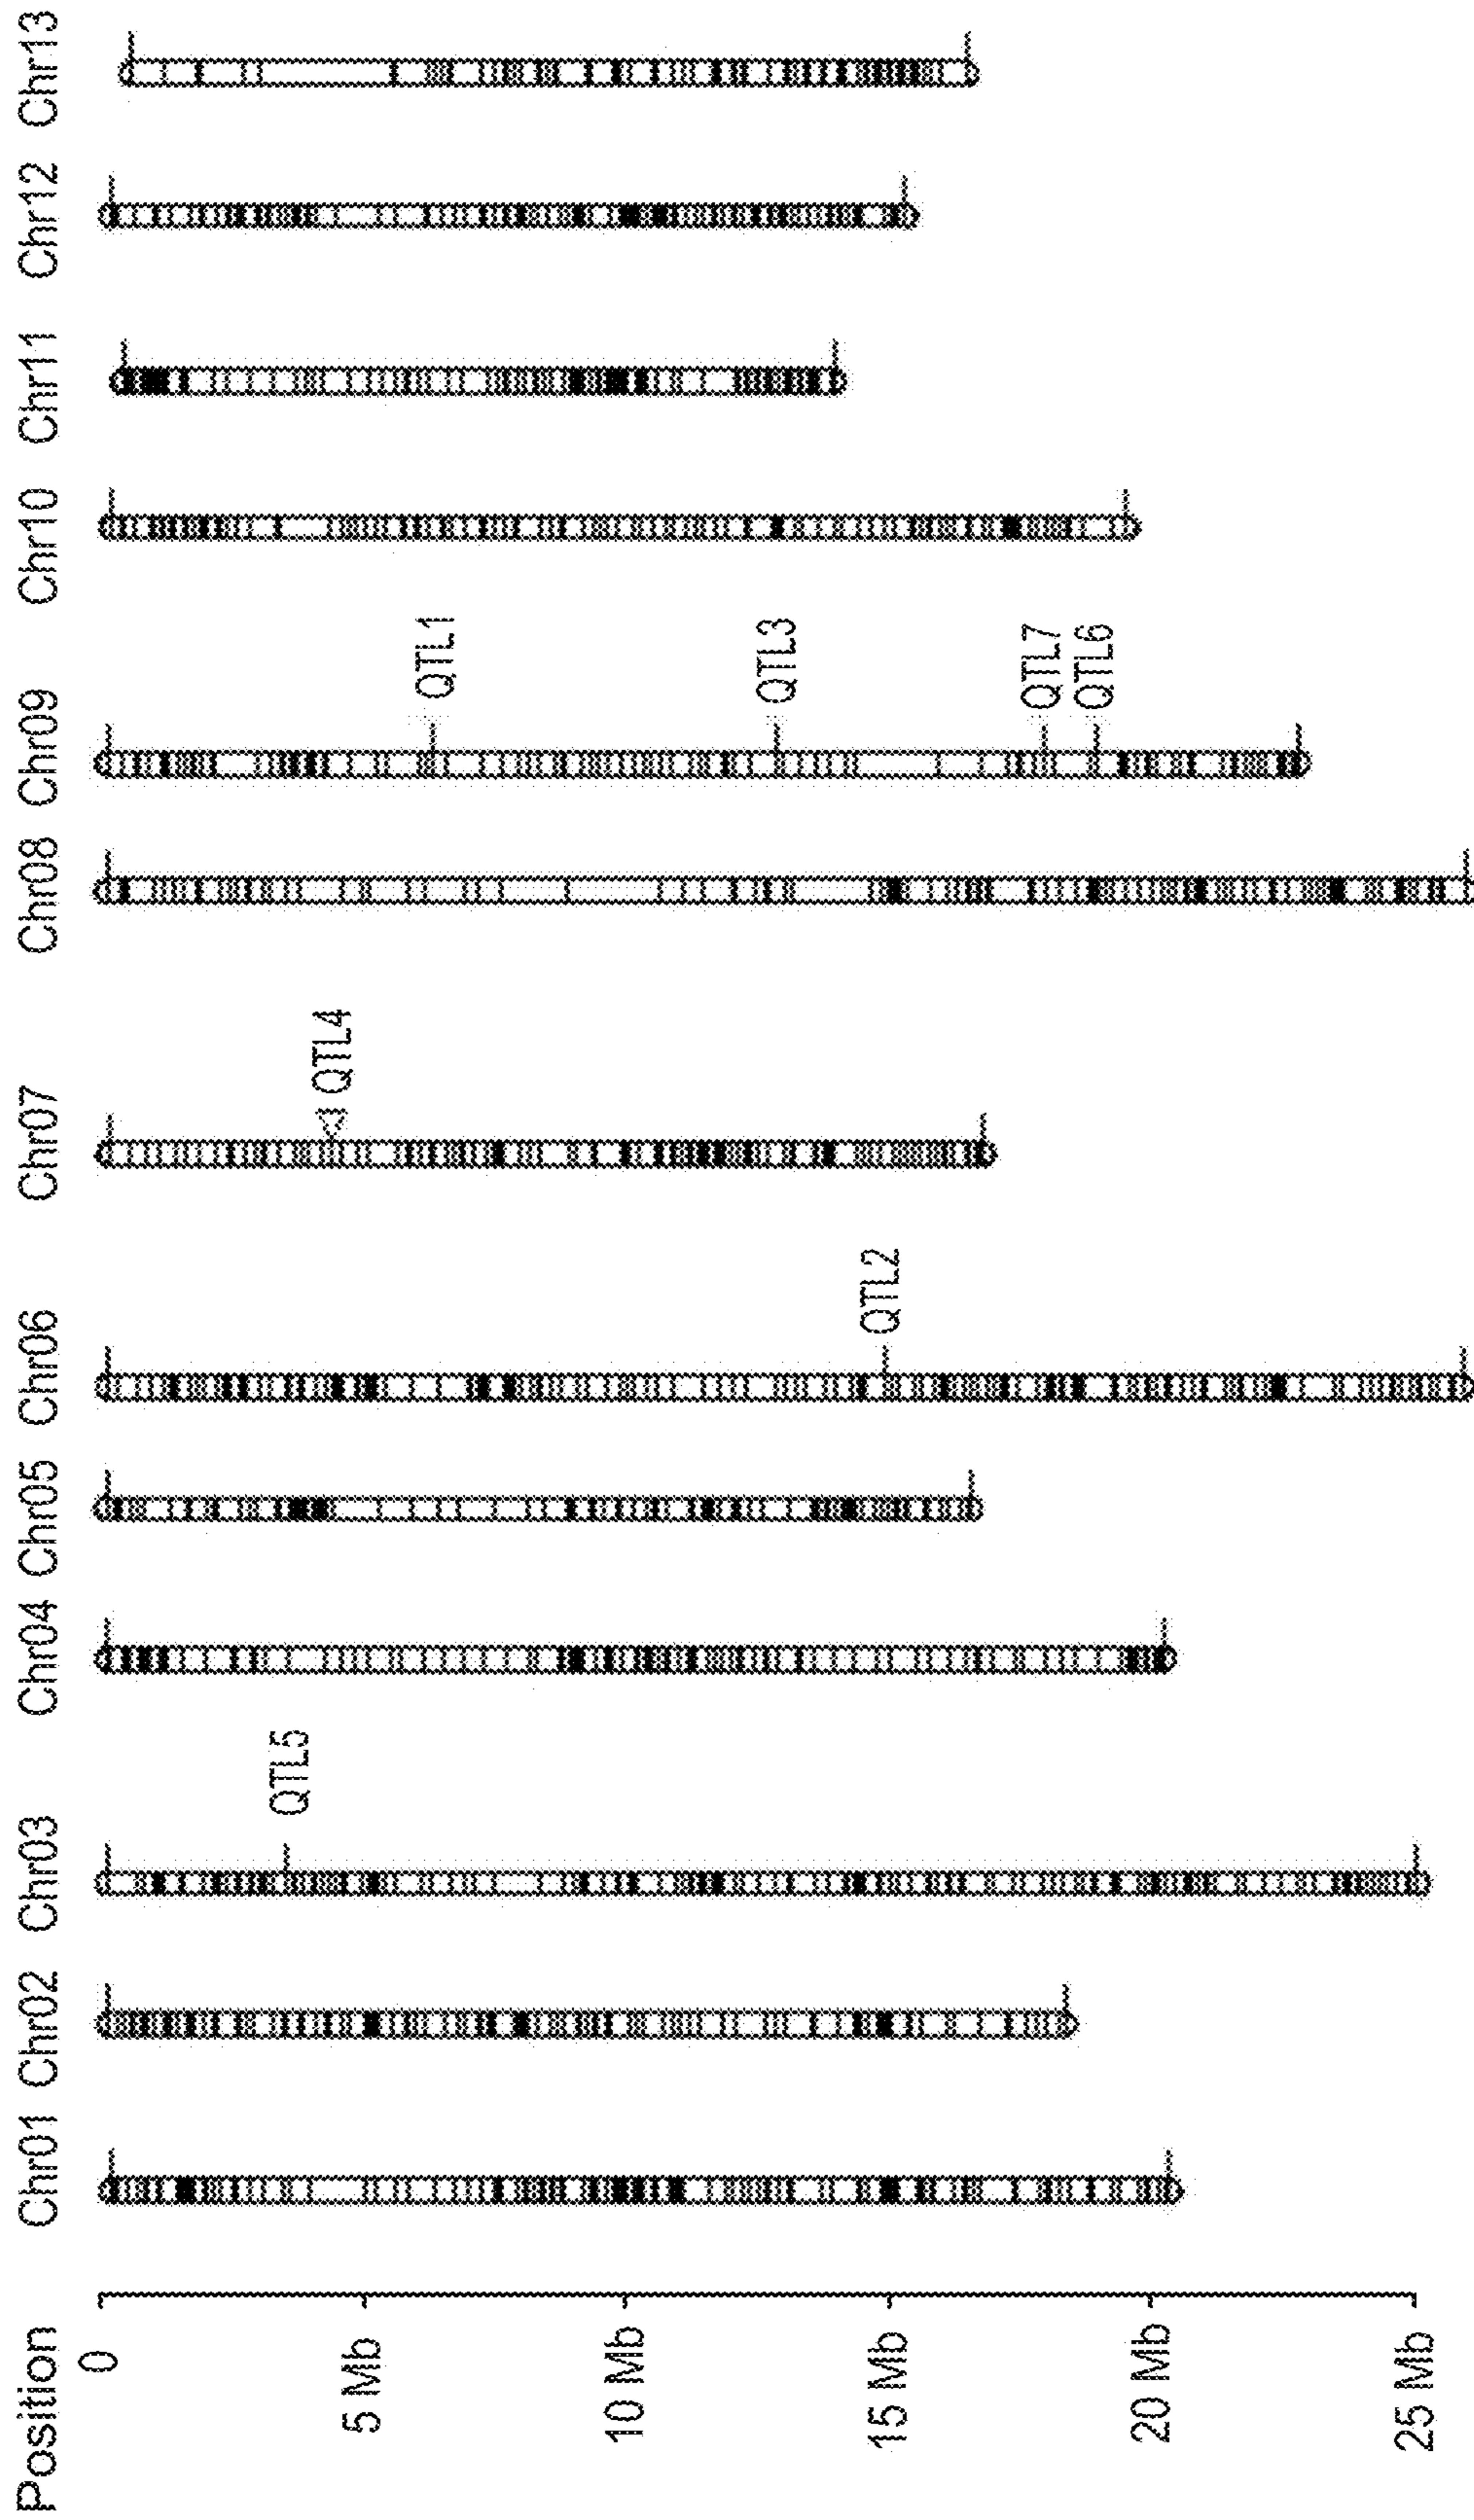 Position
Chr01
Chr02
Chr03
Chr04
Chr05
Chr06
Chr07
Chr08
Chr09
Chr10
Chr11
Chr12
Chr13
0
5 Mb
10 Mb
15 Mb
20 Mb
25 Mb
QTL5
QTL2
QTL4
QTL1
QTL3
QTL7
QTL6